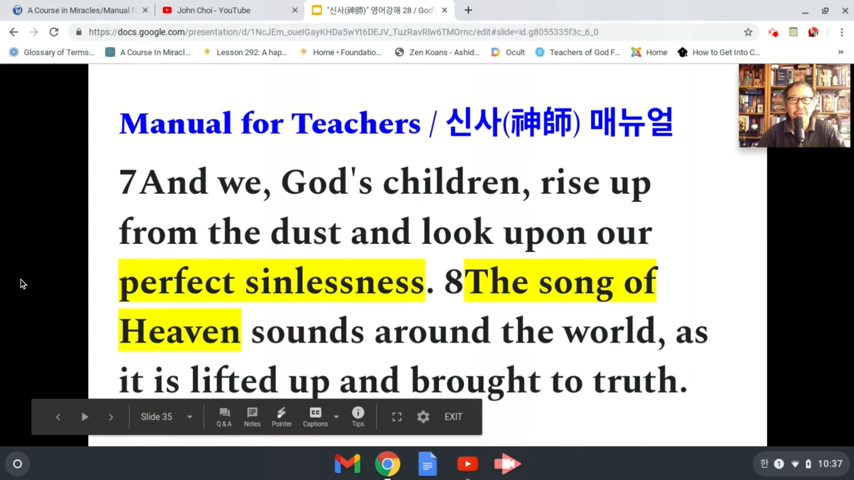 A Course in Miracles/Manual f
John Choi - YouTube
"신사(神師)" 영어강해 28 / God
https://docs.google.com/presentation/d/1NcJEm_oueIGayKHDa5wYt6DEJV_TuzRavRlw6TMOrnc/edit#slide=id.g8055335f3c_6_0
Glossary of Terms...
A Course In Miracl...
Lesson 292: A hap...
Home • Foundatio...
Zen Koans - Ashid...
Ocult
Teachers of God F...
Home
How to Get Into C...
»
Manual for Teachers / 신사(神師) 매뉴얼
7And we, God's children, rise up
from the dust and look upon our
perfect sinlessness. 8The song of
Heaven sounds around the world, as
it is lifted up and brought to truth.
Slide 35
Q & A
Notes
Pointer
CC
Captions
Tips
EXIT
한
1
10:37